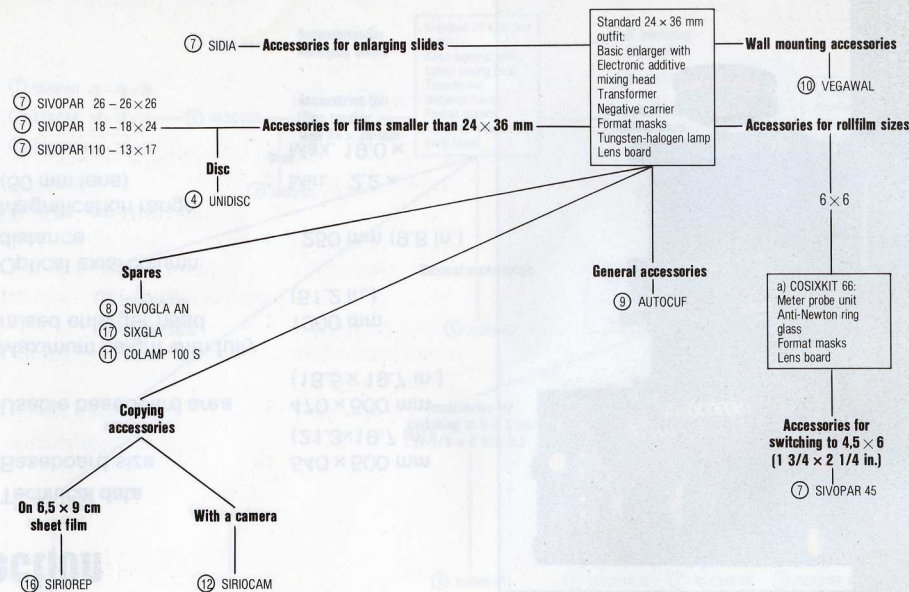 ⑦ SIDIA
Accessories for enlarging slides
Standard 24 × 36 mm
outfit:
Basic enlarger with
Electronic additive
mixing head
Transformer
Negative carrier
Format masks
Tungsten-halogen lamp
Lens board
Wall mounting accessories
⑩ VEGAWAL
⑦ SIVOPAR 26 – 26 × 26
⑦ SIVOPAR 18 – 18 × 24
⑦ SIVOPAR 110 – 13 × 17
Accessories for films smaller than 24 × 36 mm
Accessories for rollfilm sizes
Disc
④ UNIDISC
6 × 6
Spares
⑧ SIVOGLA AN
⑰ SXGLA
⑪ COLAMP 100 S
General accessories
⑨ AUTOCUF
a) COSIXKIT 66:
Meter probe unit
Anti-Newton ring
glass
Format masks
Lens board
Copying
accessories
Accessories for
switching to 4,5 × 6
(1 3/4 × 2 1/4 in.)
⑦ SIVOPAR 45
On 6,5 × 9 cm
sheet film
With a camera
⑯ SIRIOREP
⑫ SIRIOCAM